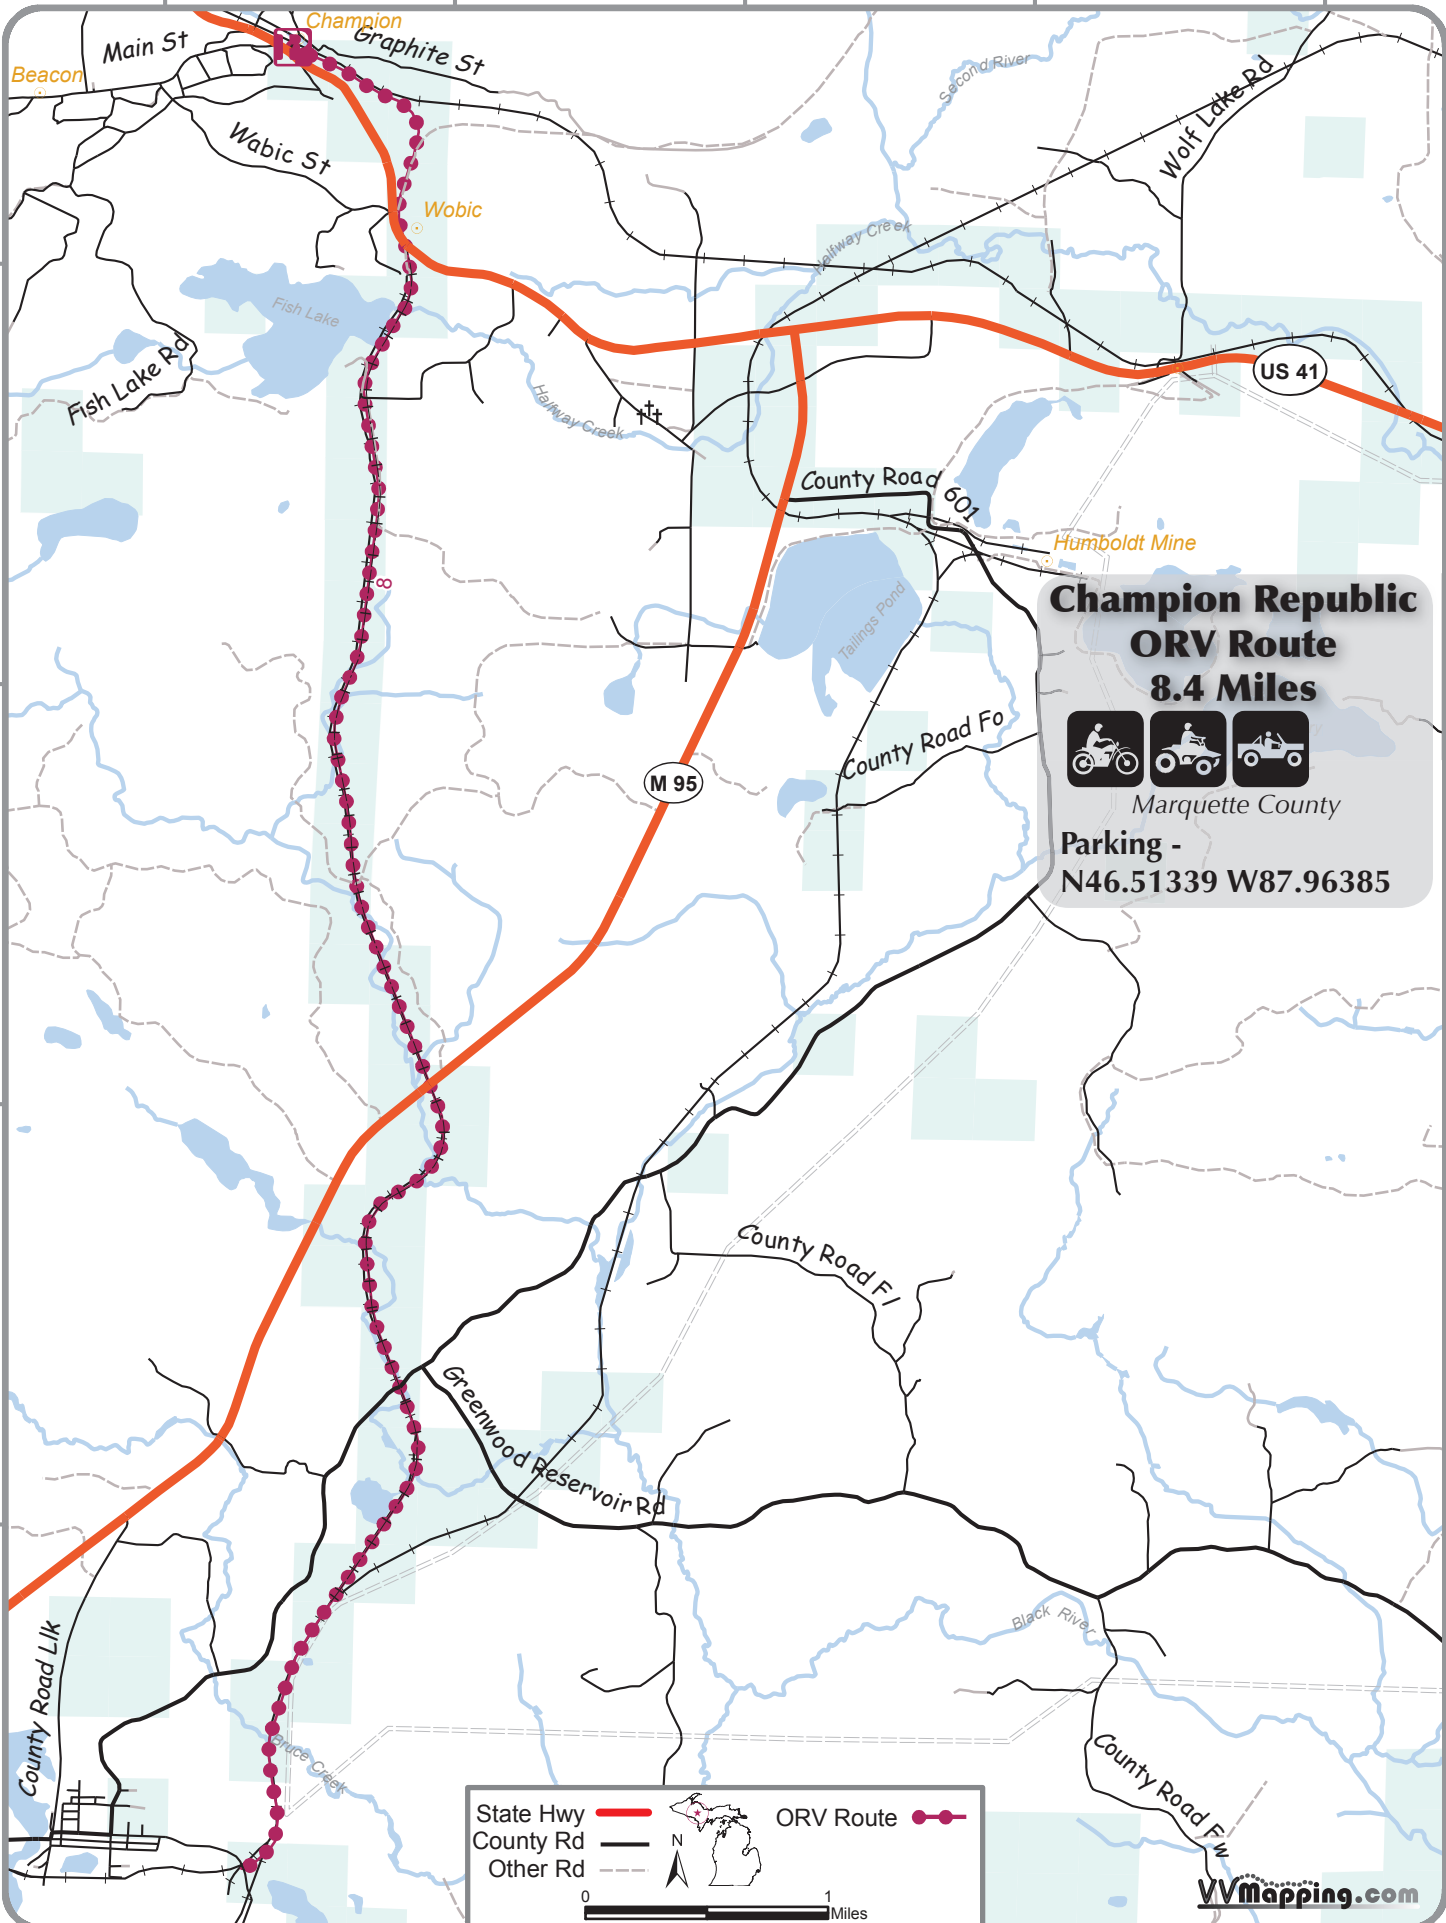 Champion
Main St
Graphite St
Beacon
Second River
Wolf Lake Rd
Wabic St
Wobic
Halfway Creek
Fish Lake
US 41
Fish Lake Rd
Halfway Creek
County Road 601
Humboldt Mine
8
Tailings Pond
Champion Republic
ORV Route
8.4 Miles
County Road Fo
M 95
Marquette County
Parking -
N46.51339 W87.96385
County Road F/
Greenwood Reservoir Rd
Black River
County Road Llk
Bruce Creek
County Road Fw
State Hwy
ORV Route
County Rd
N
Other Rd
0 1
Miles
VVMapping.com